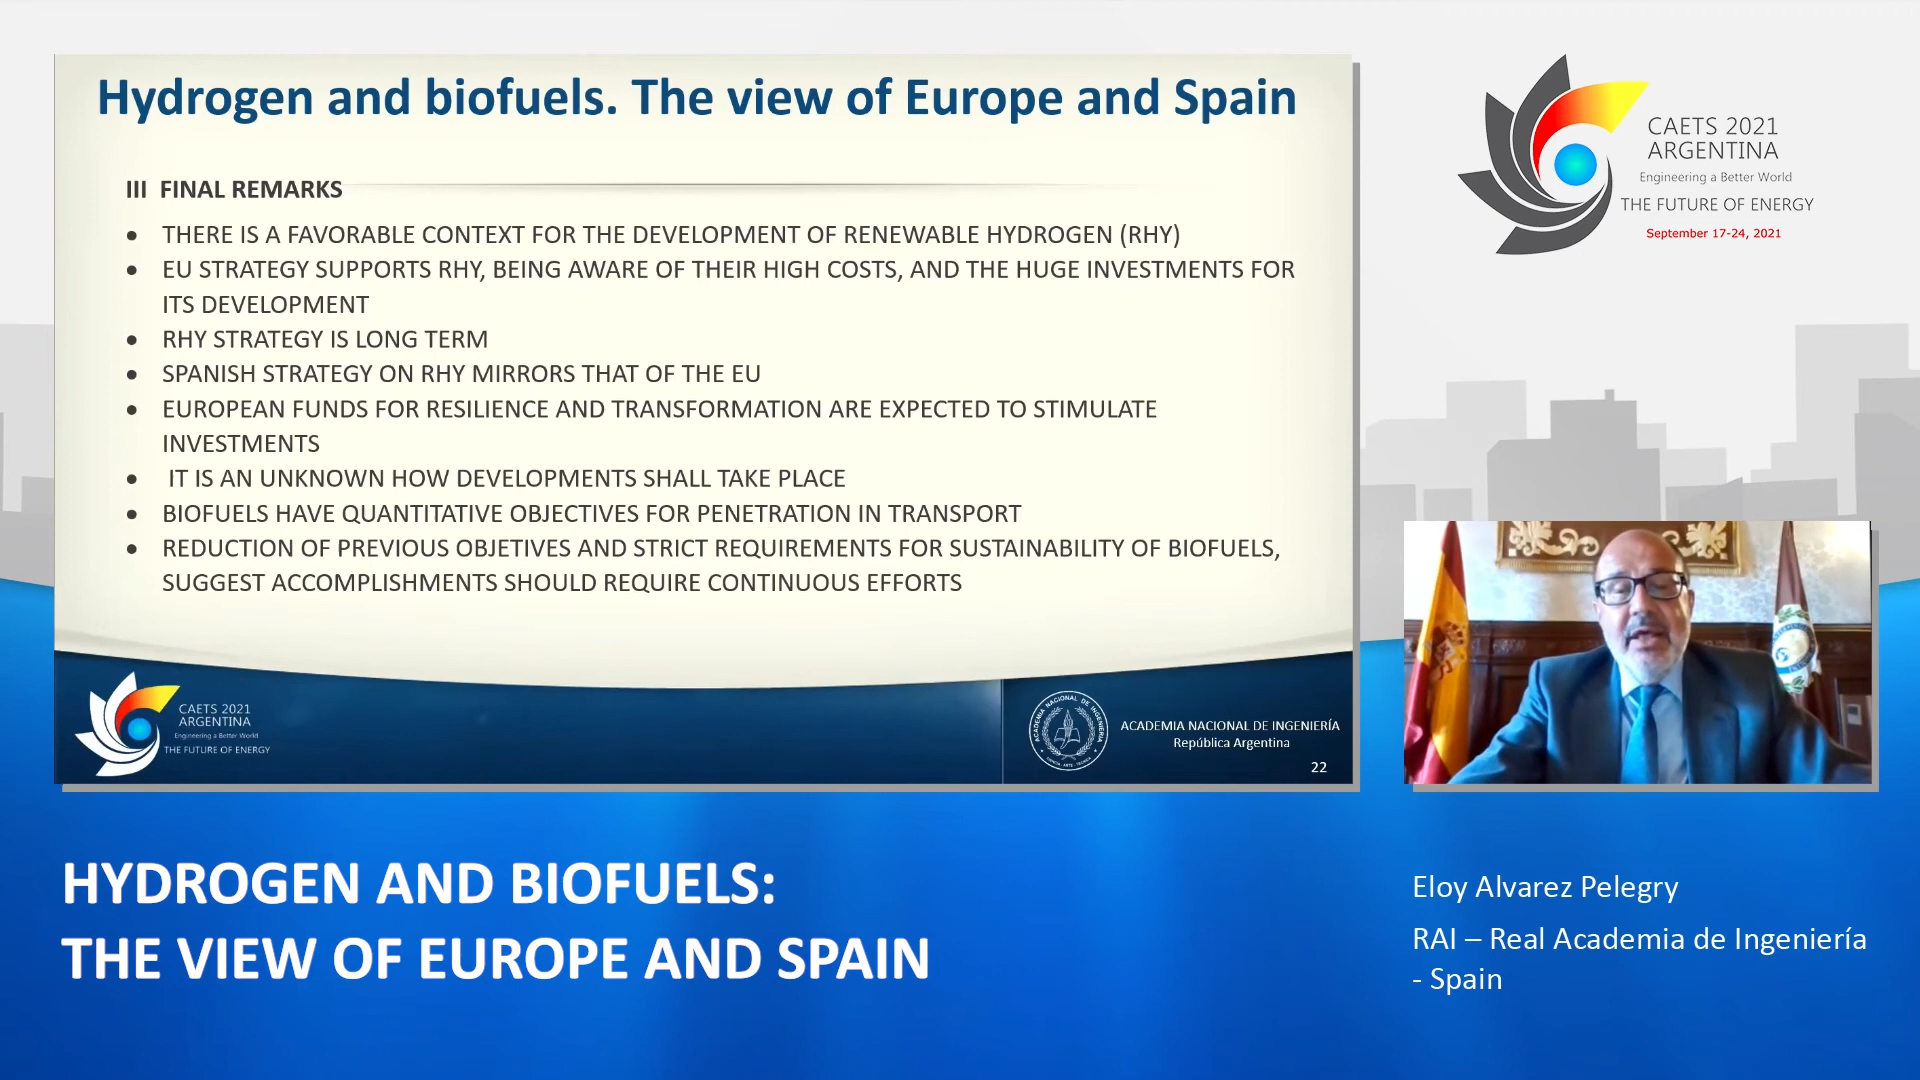 Hydrogen and biofuels. The view of Europe and Spain
III FINAL REMARKS
• THERE IS A FAVORABLE CONTEXT FOR THE DEVELOPMENT OF RENEWABLE HYDROGEN (RHY)
• EU STRATEGY SUPPORTS RHY, BEING AWARE OF THEIR HIGH COSTS, AND THE HUGE INVESTMENTS FOR
ITS DEVELOPMENT
• RHY STRATEGY IS LONG TERM
• SPANISH STRATEGY ON RHY MIRRORS THAT OF THE EU
• EUROPEAN FUNDS FOR RESILIENCE AND TRANSFORMATION ARE EXPECTED TO STIMULATE
INVESTMENTS
• IT IS AN UNKNOWN HOW DEVELOPMENTS SHALL TAKE PLACE
• BIOFUELS HAVE QUANTITATIVE OBJECTIVES FOR PENETRATION IN TRANSPORT
• REDUCTION OF PREVIOUS OBJETIVES AND STRICT REQUIREMENTS FOR SUSTAINABILITY OF BIOFUELS,
SUGGEST ACCOMPLISHMENTS SHOULD REQUIRE CONTINUOUS EFFORTS
CAETS 2021
ARGENTINA
Engineering a Better World
THE FUTURE OF ENERGY
ACADEMIA NACIONAL DE INGENIERÍA
ACADEMIA NACIONAL DE INGENIERÍA
República Argentina
22
CAETS 2021
ARGENTINA
Engineering a Better World
THE FUTURE OF ENERGY
September 17-24, 2021
HYDROGEN AND BIOFUELS:
THE VIEW OF EUROPE AND SPAIN
Eloy Alvarez Pelegry
RAI – Real Academia de Ingeniería
- Spain